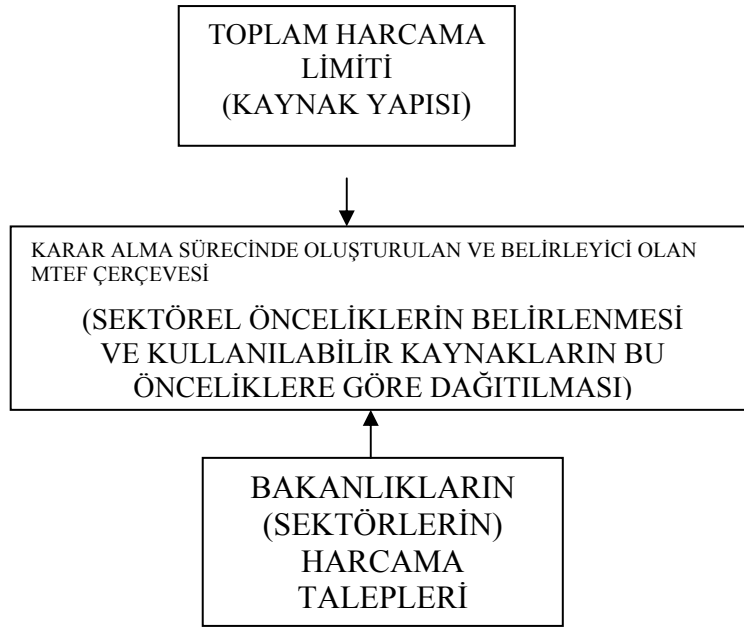 TOPLAM HARCAMA
LİMİTİ
(KAYNAK YAPISI)
KARAR ALMA SÜRECİNDE OLUŞTURULAN VE BELİRLEYİCİ OLAN
MTEF ÇERÇEVESİ
(SEKTÖREL ÖNCELİKLERİN BELİRLENMESİ
VE KULLANILABİLİR KAYNAKLARIN BU
ÖNCELİKLERE GÖRE DAĞITILMASI)
BAKANLIKLARIN
(SEKTÖRLERİN)
HARCAMA
TALEPLERİ